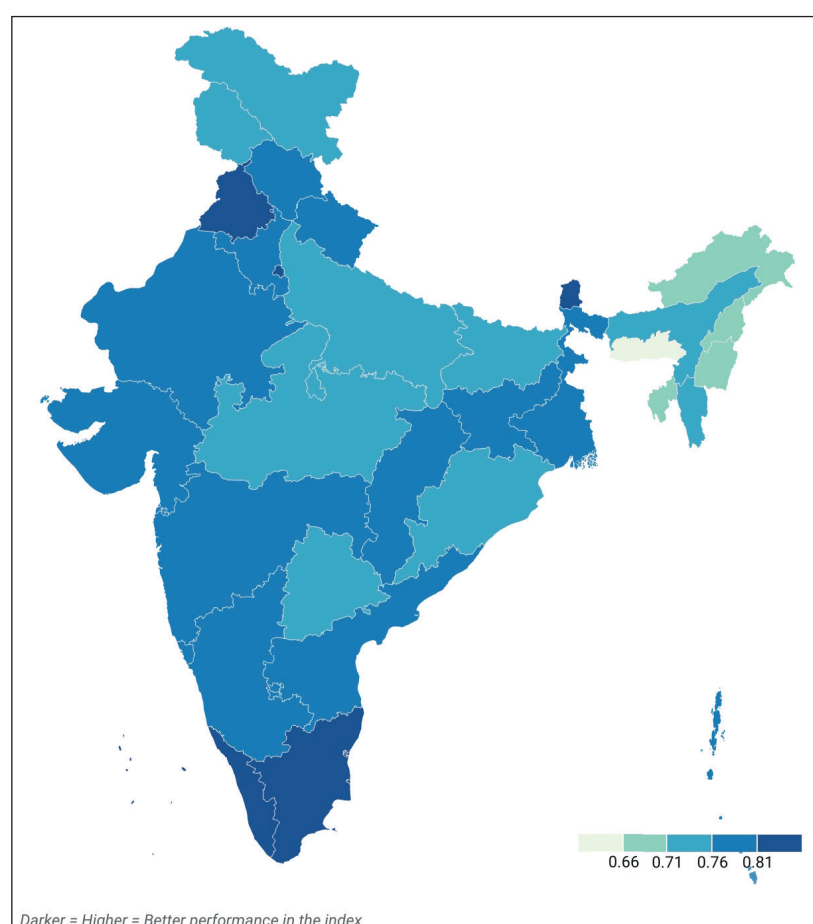 0.66 0.71 0.76 0.81
Darker = Higher = Better performance in the index